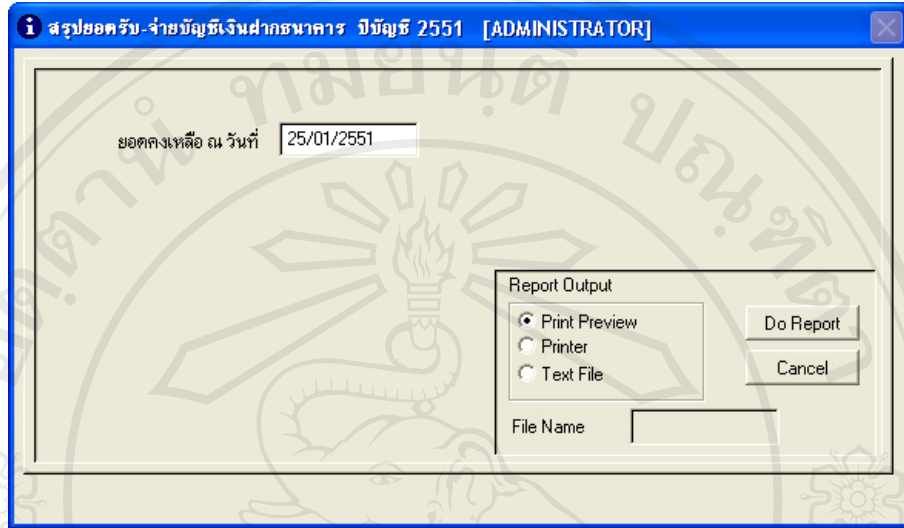 สรุปยอดรับ-จ่ายบัญชีเงินฝากธนาคาร ปีบัญชี 2551 [ADMINISTRATOR]
ยอดคงเหลือ ณ วันที่ 25/01/2551
Report Output
Print Preview
Printer
Text File
Do Report
Cancel
File Name